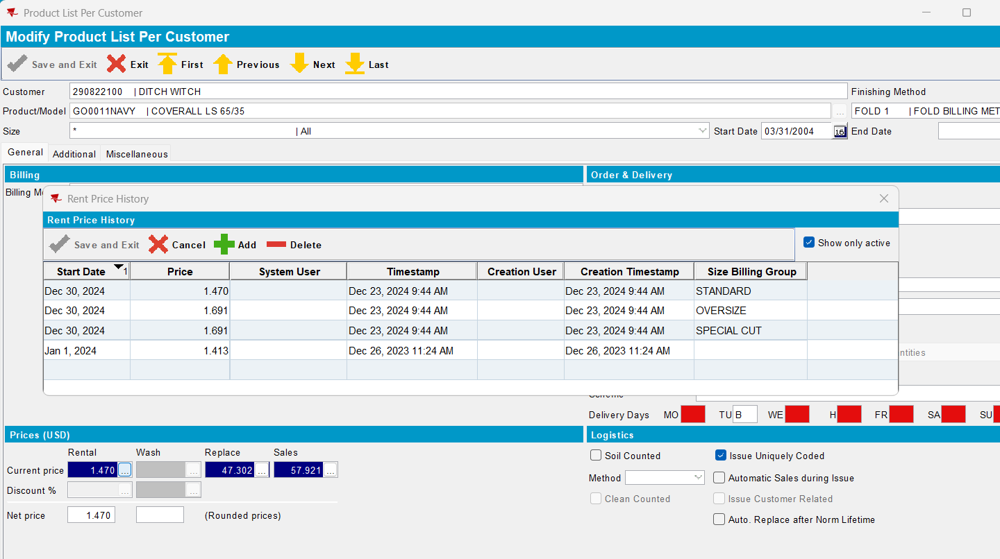 Product List Per Customer
Modify Product List Per Customer
Save and Exit Exit First Previous Next Last
Customer 290822100 | DITCH WITCH Finishing Method
Product/Model GO0011NAVY | COVERALL LS 65/35 ... FOLD 1 | FOLD BILLING MET
Size * | All Start Date 03/31/2004 16 End Date
General Additional Miscellaneous
Billing Order & Delivery
Billing Me
Rent Price History
Rent Price History
Save and Exit Cancel Add Delete Show only active
Start Date 1 Price System User Timestamp Creation User Creation Timestamp Size Billing Group
Dec 30, 2024 1.470 Dec 23, 2024 9:44 AM Dec 23, 2024 9:44 AM STANDARD
Dec 30, 2024 1.691 Dec 23, 2024 9:44 AM Dec 23, 2024 9:44 AM OVERSIZE
Dec 30, 2024 1.691 Dec 23, 2024 9:44 AM Dec 23, 2024 9:44 AM SPECIAL CUT
Jan 1, 2024 1.413 Dec 26, 2023 11:24 AM Dec 26, 2023 11:24 AM
ntities
Scheme
Delivery Days MO TU B WE H FR SA SU
Prices (USD) Logistics
Rental Wash Replace Sales Soil Counted Issue Uniquely Coded
Current price 1.470 ... ... 47.302 ... 57.921 ...
Method Automatic Sales during Issue
Discount % ... ...
Clean Counted Issue Customer Related
Net price 1.470 (Rounded prices)
Auto. Replace after Norm Lifetime